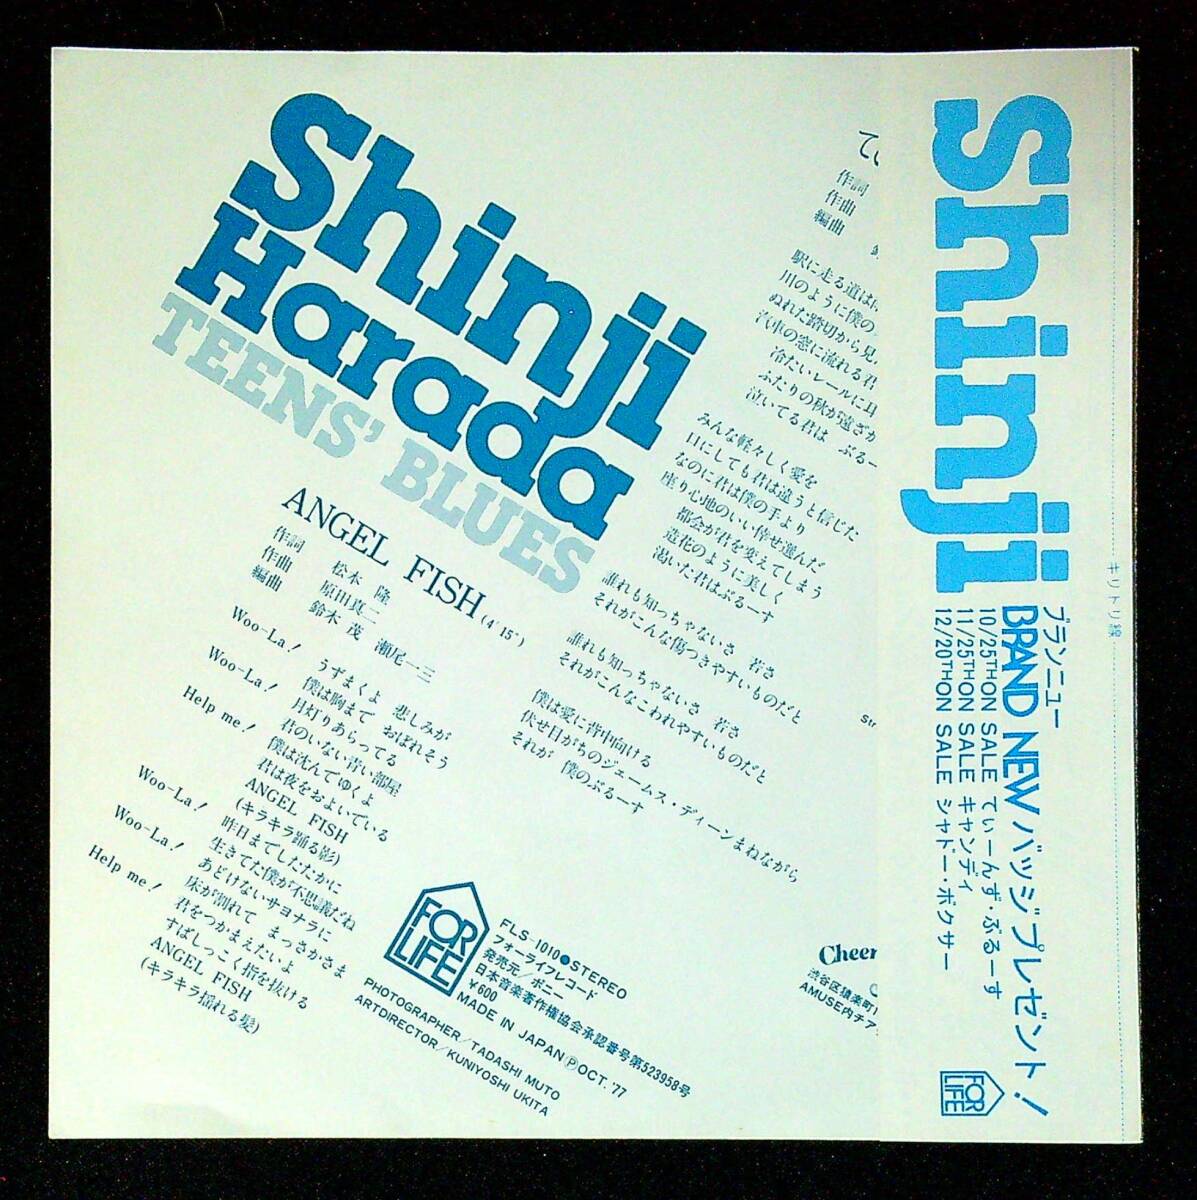 Shinji
Harada
TEENS' BLUES
ANGEL FISH (4'15")
作詞 松本 隆
作曲 原田真二
編曲 鈴木 茂 瀬尾一三
Woo-La! うずまくよ 悲しみが
僕は胸まで おぼれそう
Woo-La! 月灯りあらってる
君のいない青い部屋
Help me! 僕は沈んでゆくよ
君は夜をおよいでいる
ANGEL FISH
(キラキラ踊る影)
Woo-La! 昨日までしたたかに
生きてた僕が不思議だね
Woo-La! あどけないサヨナラに
床が割れて まっさかさま
Help me! 君をつかまえたいよ
すばしっこく指を抜ける
ANGEL FISH
(キラキラ揺れる髪)
てぃ
作詞
作曲
編曲
駅に走る道は
川のように僕の
ぬれた踏切から見
汽車の窓に流れる君
冷たいレールに耳
ふたりの秋が遠ざか
泣いてる君は ぶるー
みんな軽々しく愛を
口にしても君は違うと信じた
なのに君は僕の手より
座り心地のいい倖せ選んだ
都会が君を変えてしまう
造花のように美しく
渇いた君はぶるーす
誰れも知っちゃないさ 若さ
それがこんな傷つきやすいものだと
誰れも知っちゃないさ 若さ
それがこんなこわれやすいものだと
僕は愛に背中向ける
伏せ目がちのジェームス・ディーンまねながら
それが 僕のぶるーす
FOR
LIFE
FLS-1010●STEREO
フォーライフレコード
発売元/ポニー
日本音楽著作権協会承認番号第523958号
¥600 MADE IN JAPAN ⓅOCT. '77
PHOTOGRAPHER/TADASHI MUTO
ARTDIRECTOR/KUNIYOSHI UKITA
Str
Cheer
渋谷区猿楽町
AMUSE内チア
Shinji
キリトリ線
ブランニュー
BRAND NEWバッジプレゼント!
10/25THON SALE てぃーんず・ぶるーす
11/25THON SALE キャンディ
12/20THON SALE シャドー・ボクサー
FOR
LIFE